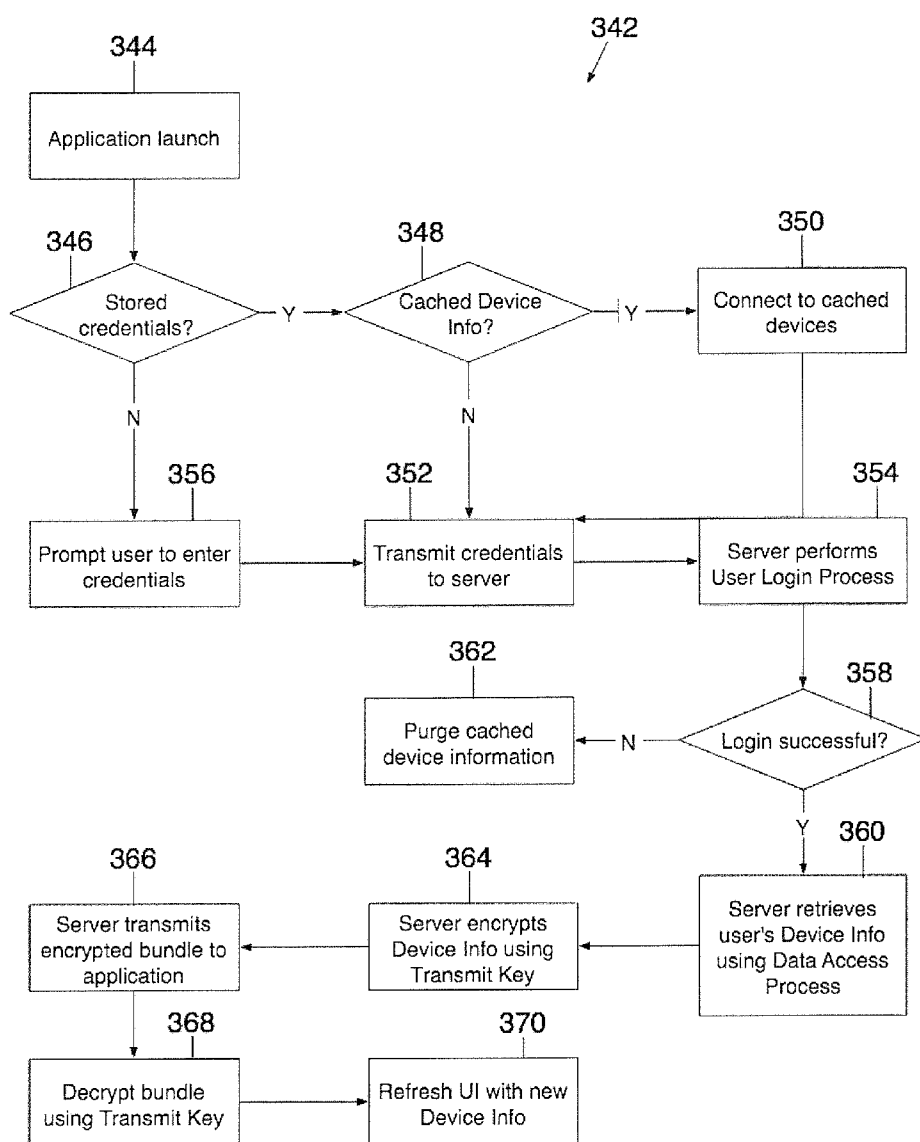 342
344
Application launch
346
Stored
credentials?
Y
348
Cached Device
Info?
Y
350
Connect to cached
devices
N
N
356
Prompt user to enter
credentials
352
Transmit credentials
to server
354
Server performs
User Login Process
362
Purge cached
device information
N
358
Login successful?
Y
366
Server transmits
encrypted bundle to
application
364
Server encrypts
Device Info using
Transmit Key
360
Server retrieves
user's Device Info
using Data Access
Process
368
Decrypt bundle
using Transmit Key
370
Refresh UI with new
Device Info